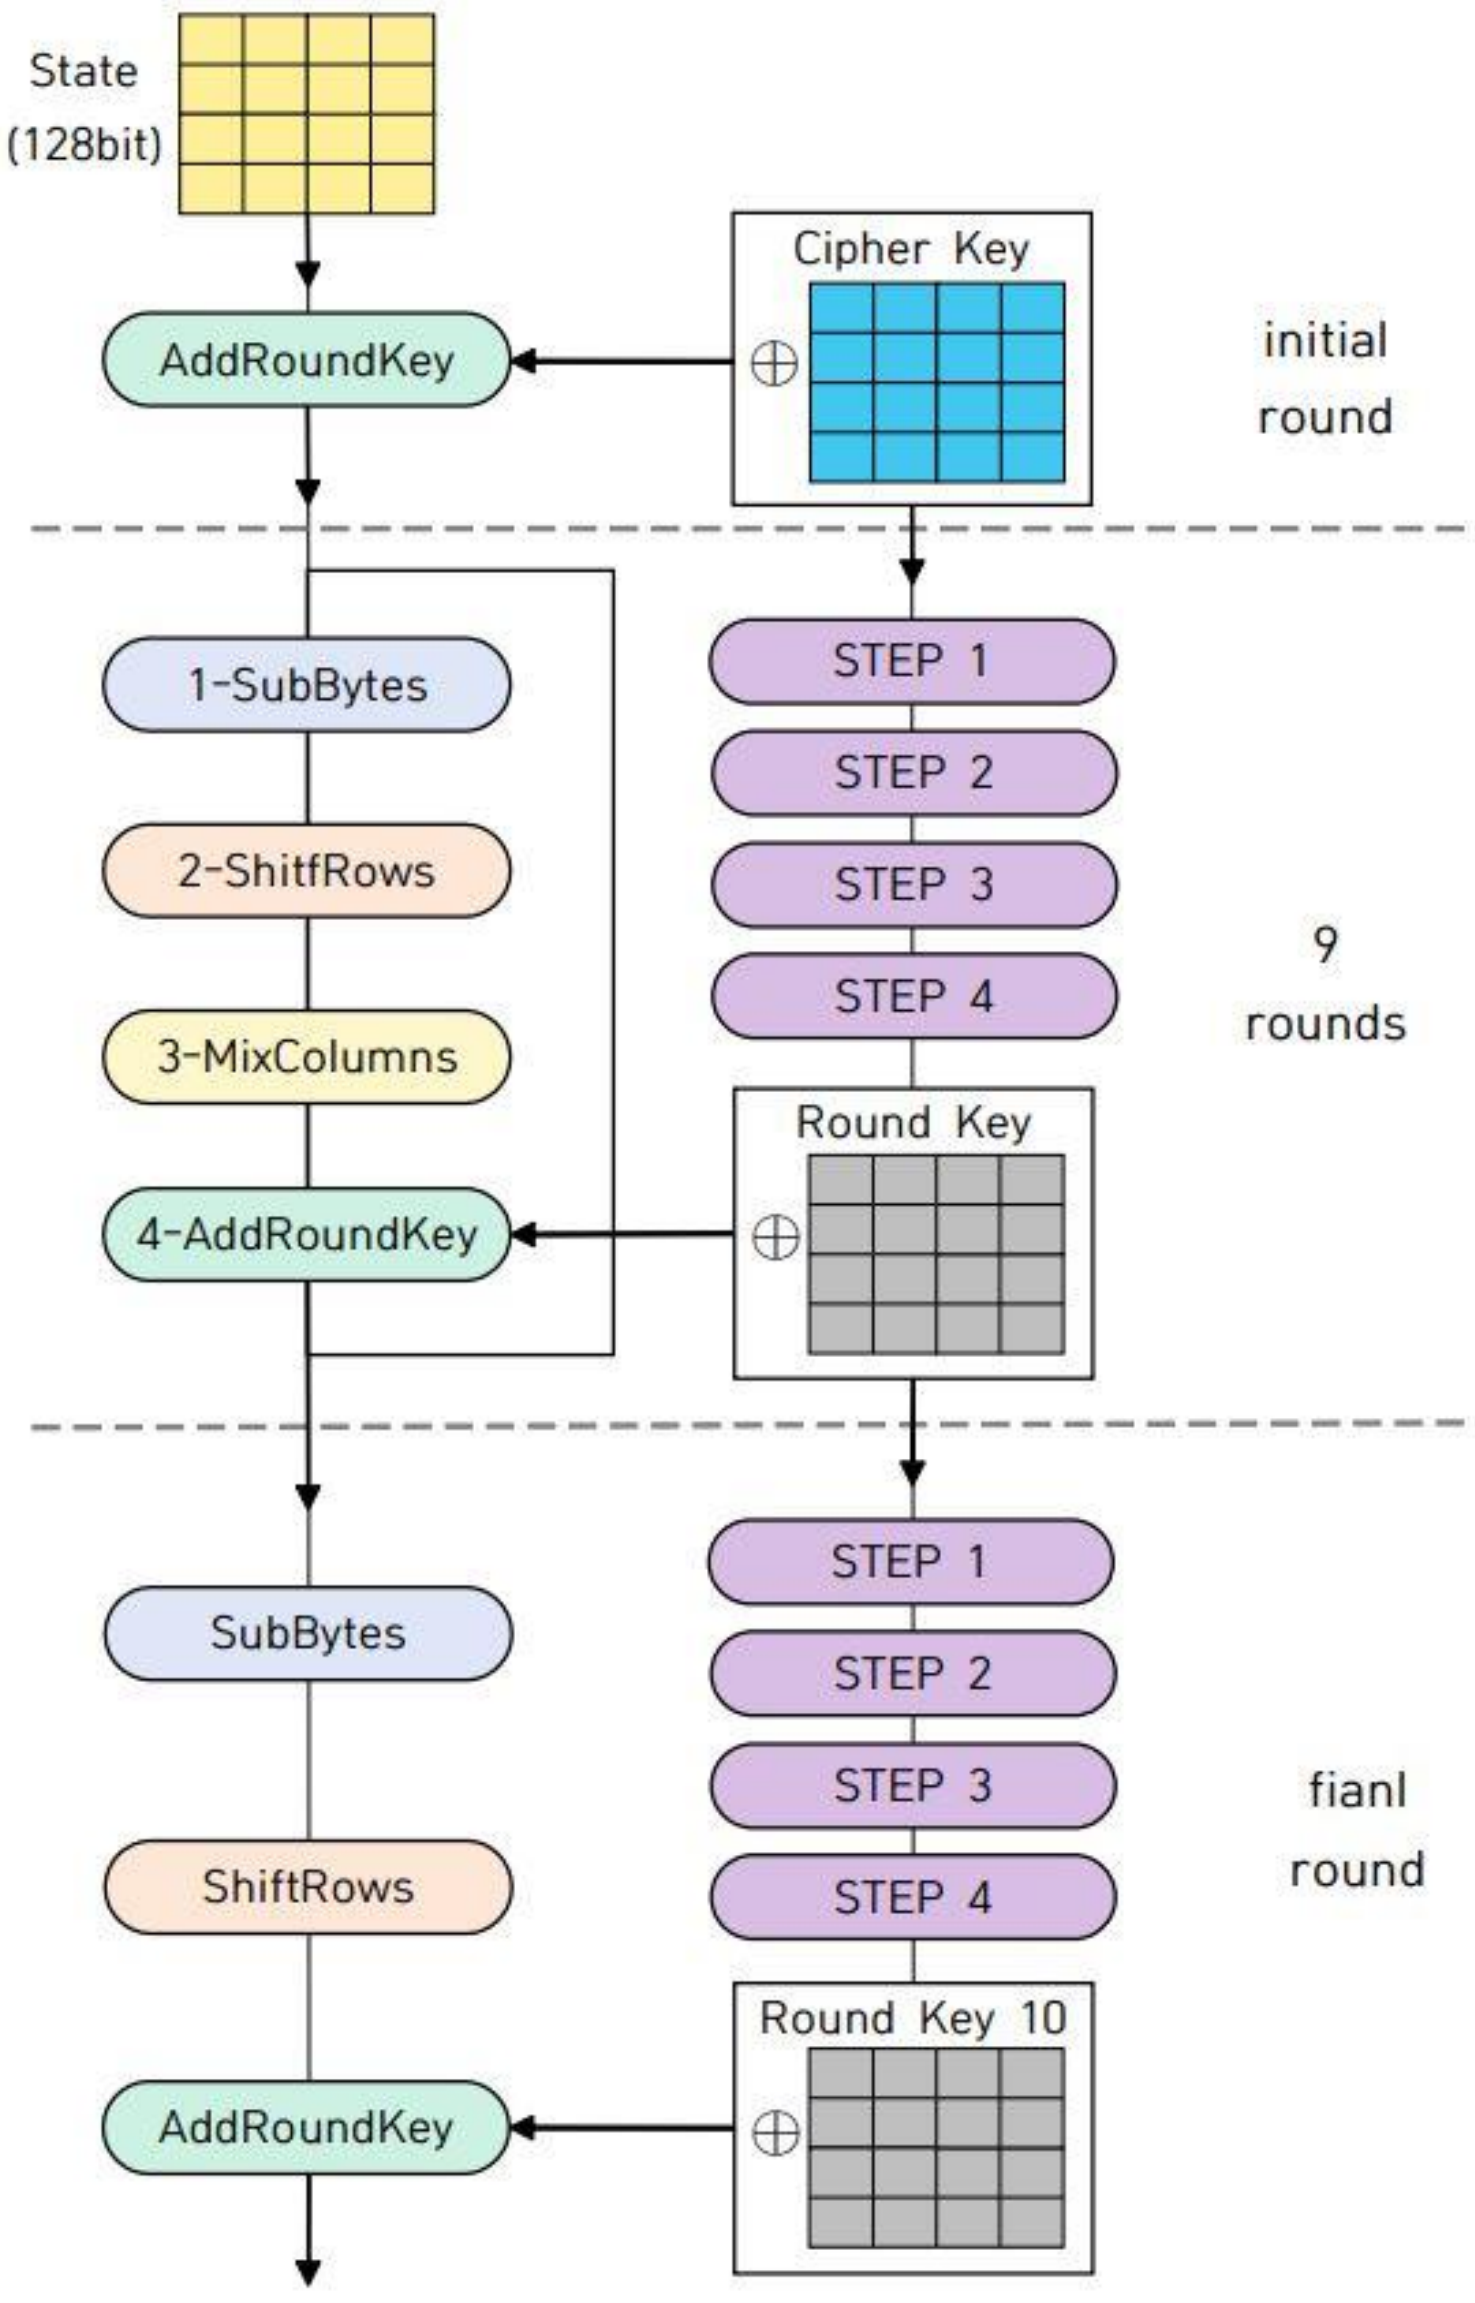 State
(128bit)
Cipher Key
AddRoundKey
initial
round
1-SubBytes
2-ShitfRows
3-MixColumns
4-AddRoundKey
STEP 1
STEP 2
STEP 3
STEP 4
Round Key
9
rounds
SubBytes
ShiftRows
AddRoundKey
STEP 1
STEP 2
STEP 3
STEP 4
Round Key 10
fianl
round